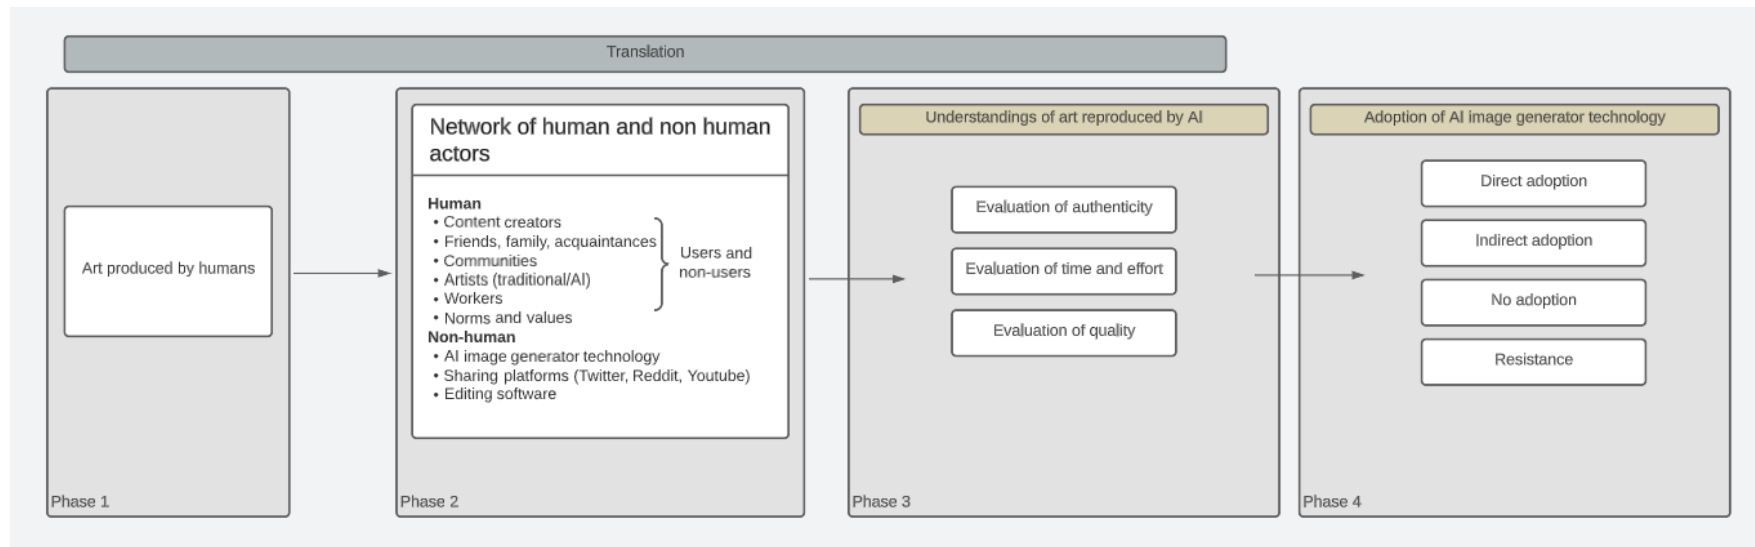 Translation
Art produced by humans
Phase 1
Network of human and non human
actors
Human
• Content creators
• Friends, family, acquaintances
• Communities
• Artists (traditional/AI)
• Workers
• Norms and values
Users and
non-users
Non-human
• AI image generator technology
• Sharing platforms (Twitter, Reddit, Youtube)
• Editing software
Phase 2
Understandings of art reproduced by AI
Evaluation of authenticity
Evaluation of time and effort
Evaluation of quality
Phase 3
Adoption of AI image generator technology
Direct adoption
Indirect adoption
No adoption
Resistance
Phase 4